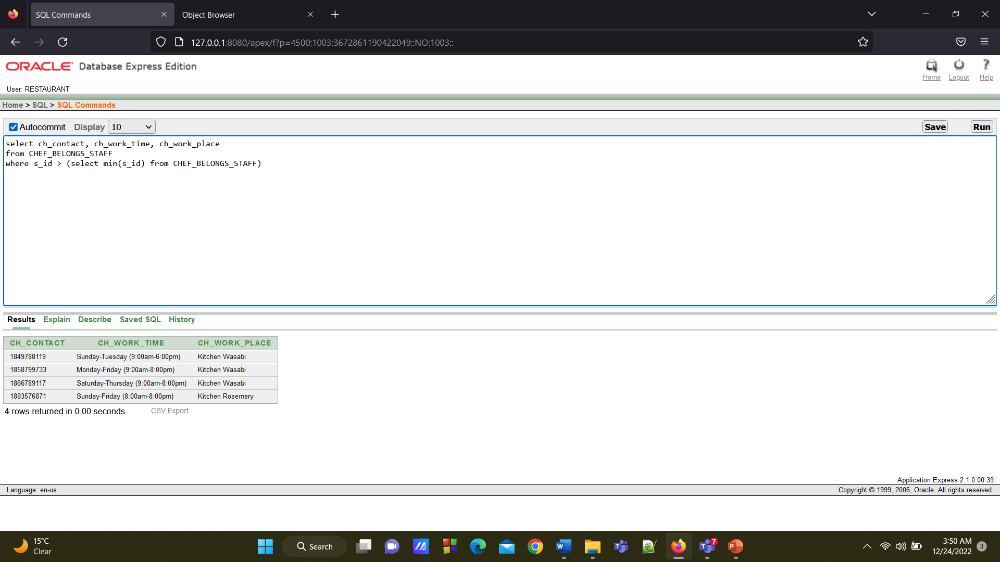 SQL Commands
Object Browser
127.0.0.1:8080/apex/f?p=4500:1003:3672861190422049::NO:1003::
ORACLE Database Express Edition
Home
Logout
? Help
User: RESTAURANT
Home > SQL > SQL Commands
Autocommit Display 10 Save Run
select ch_contact, ch_work_time, ch_work_place
from CHEF_BELONGS_STAFF
where s_id > (select min(s_id) from CHEF_BELONGS_STAFF)
Results Explain Describe Saved SQL History
CH_CONTACT CH_WORK_TIME CH_WORK_PLACE
1849788119 Sunday-Tuesday (9:00am-6:00pm) Kitchen Wasabi
1858799733 Monday-Friday (9:00am-8:00pm) Kitchen Wasabi
1866789117 Saturday-Thursday (9:00am-8:00pm) Kitchen Wasabi
1893576871 Sunday-Friday (8:00am-8:00pm) Kitchen Rosemery
4 rows returned in 0.00 seconds CSV Export
Application Express 2.1.0.00.39
Language: en-us Copyright © 1999, 2006, Oracle. All rights reserved.
15°C
Clear
Search
W
T
T 7
P
3:50 AM
12/24/2022
3